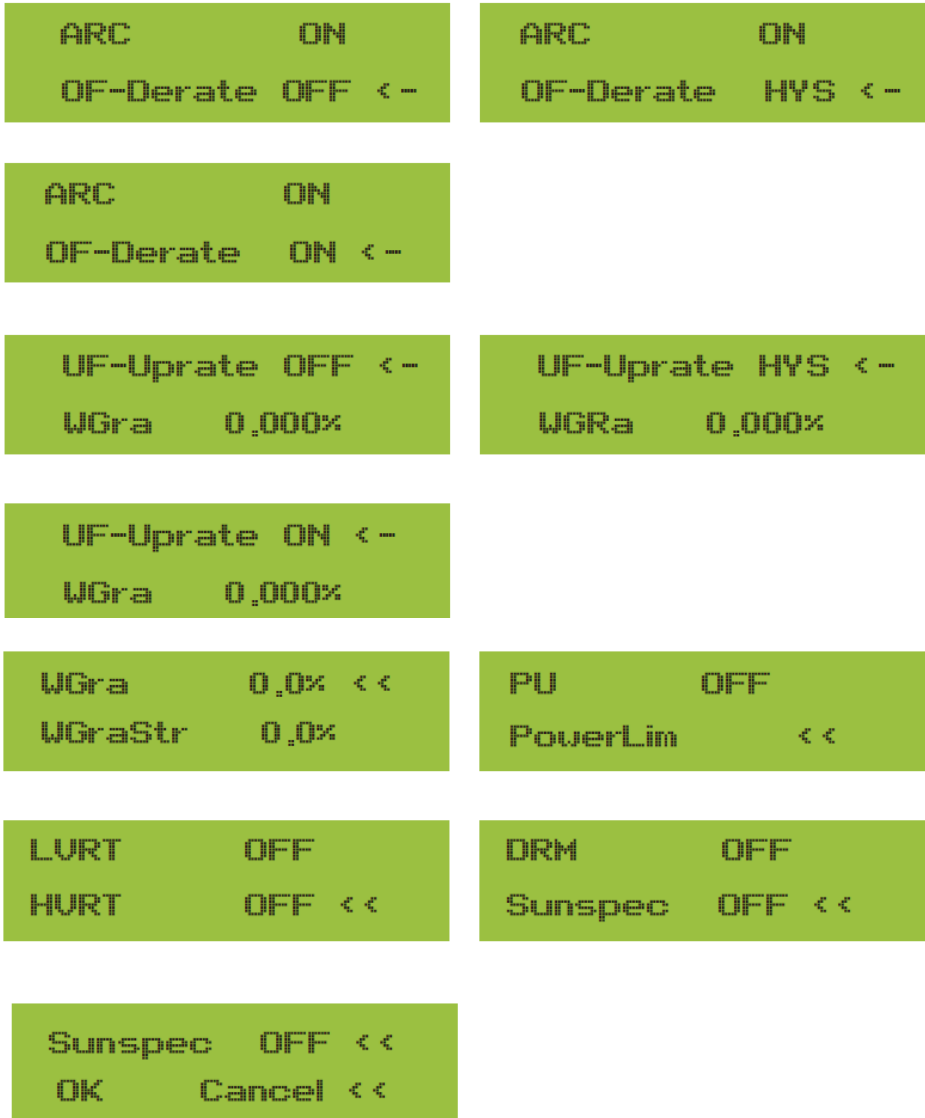 ARC ON
OF-Derate OFF <-
ARC ON
OF-Derate HYS <-
ARC ON
OF-Derate ON <-
UF-Uprate OFF <-
WGra 0.000%
UF-Uprate HYS <-
WGRa 0.000%
UF-Uprate ON <-
WGra 0.000%
WGra 0.0% <<
WGraStr 0.0%
PU OFF
PowerLim <<
LVRT OFF
HVRT OFF <<
DRM OFF
Sunspec OFF <<
Sunspec OFF <<
OK Cancel <<